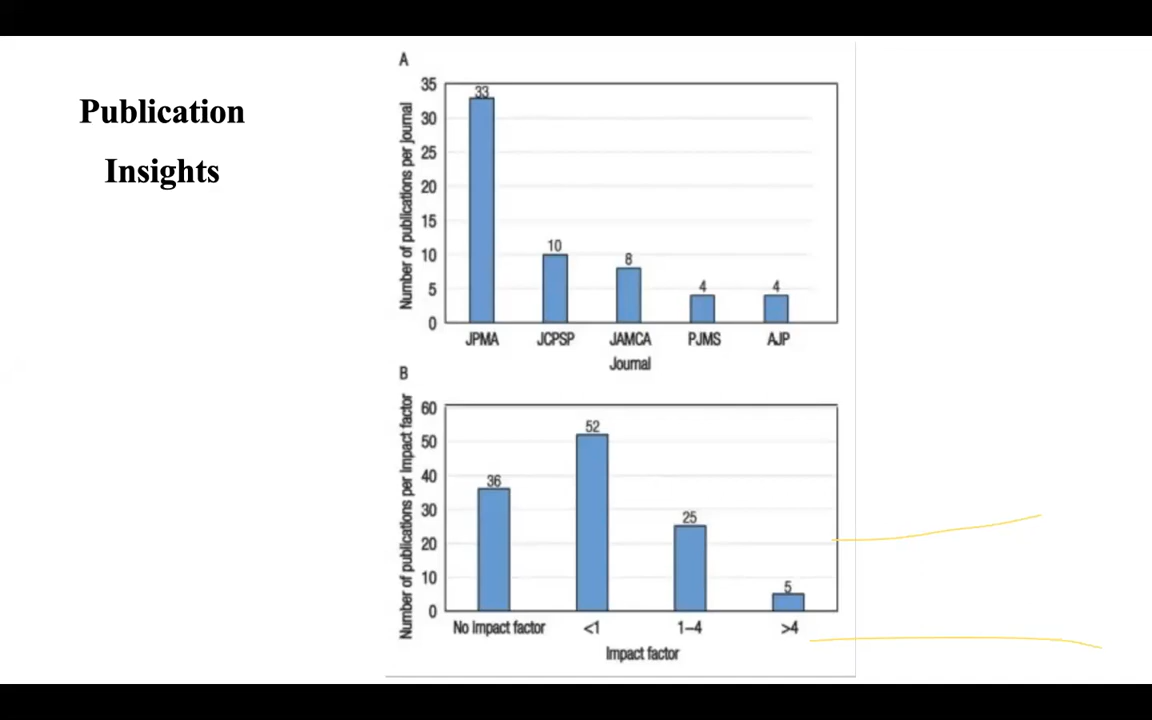 Publication
Insights
A
Number of publications per journal
35
30
25
20
15
10
5
0
33
10
8
4
4
JPMA JCPSP JAMCA PJMS AJP
Journal
B
Number of publications per impact factor
60
50
40
30
20
10
0
36
52
25
5
No impact factor <1 1–4 >4
Impact factor